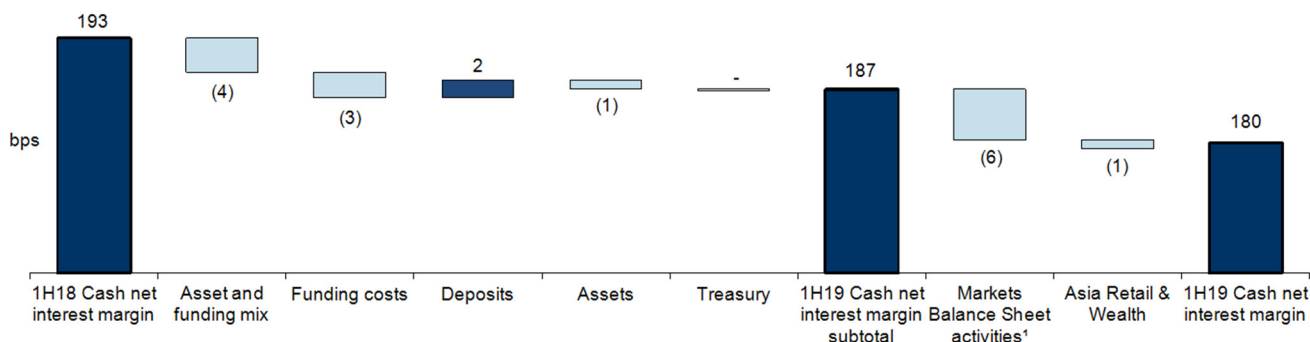 193
(4)
(3)
2
(1)
-
187
(6)
(1)
180
bps
1H18 Cash net
interest margin
Asset and
funding mix
Funding costs
Deposits
Assets
Treasury
1H19 Cash net
interest margin
subtotal
Markets
Balance Sheet
activities¹
Asia Retail &
Wealth
1H19 Cash net
interest margin